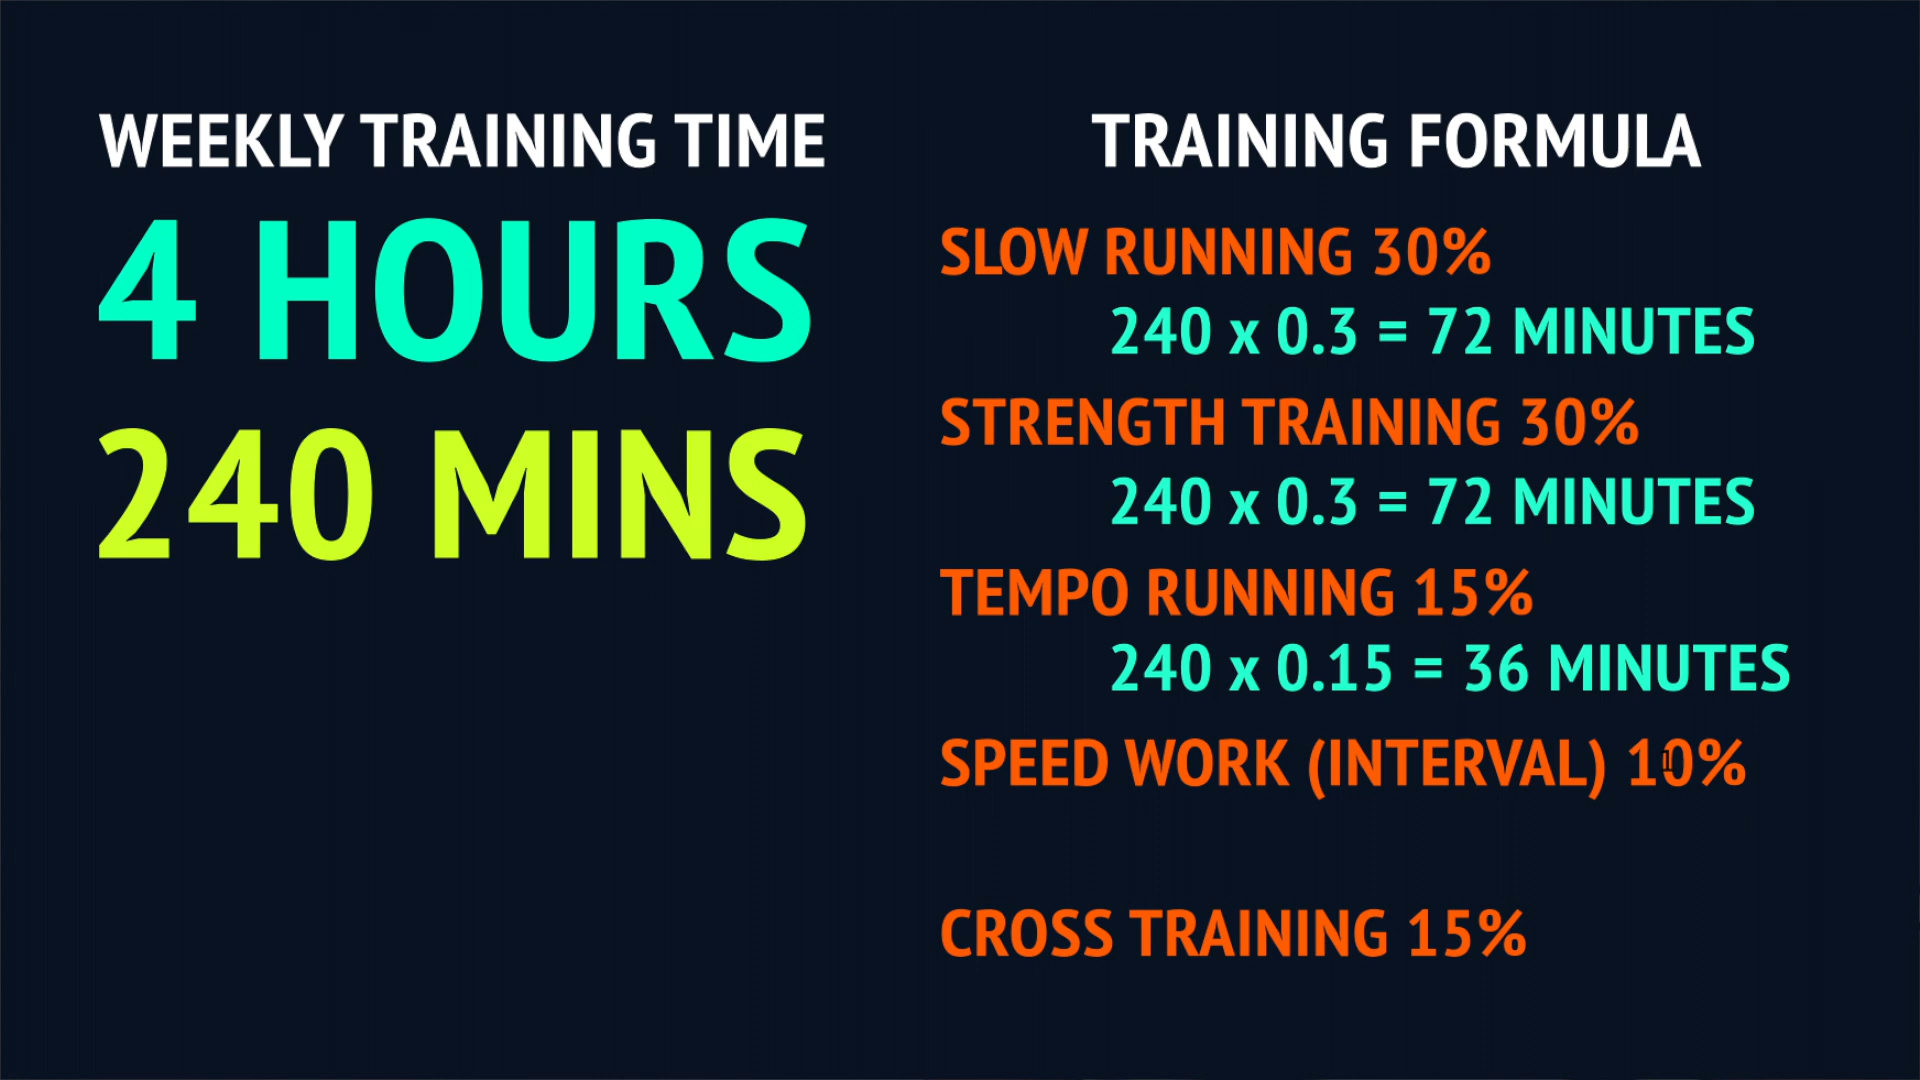 WEEKLY TRAINING TIME
4 HOURS
240 MINS
TRAINING FORMULA
SLOW RUNNING 30%
240 x 0.3 = 72 MINUTES
STRENGTH TRAINING 30%
240 x 0.3 = 72 MINUTES
TEMPO RUNNING 15%
240 x 0.15 = 36 MINUTES
SPEED WORK (INTERVAL) 10%
CROSS TRAINING 15%